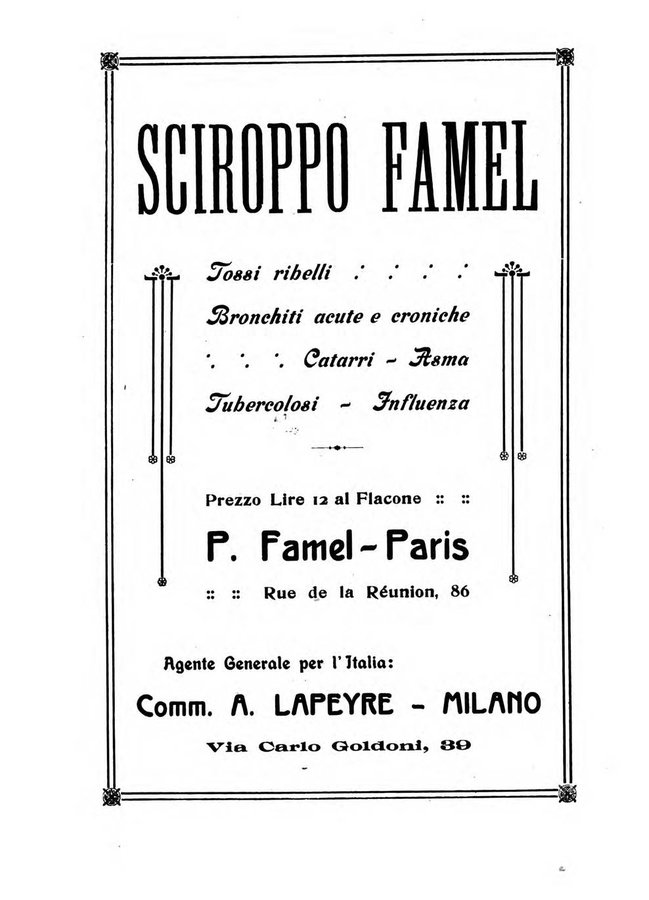 SCIROPPO FAMEL
Tossi ribelli
Bronchiti acute e croniche
Catarri - Asma
Tubercolosi - Influenza
Prezzo Lire 12 al Flacone :: ::
P. Famel - Paris
:: :: Rue de la Réunion, 86
Agente Generale per l'Italia:
Comm. A. LAPEYRE - MILANO
Via Carlo Goldoni, 39